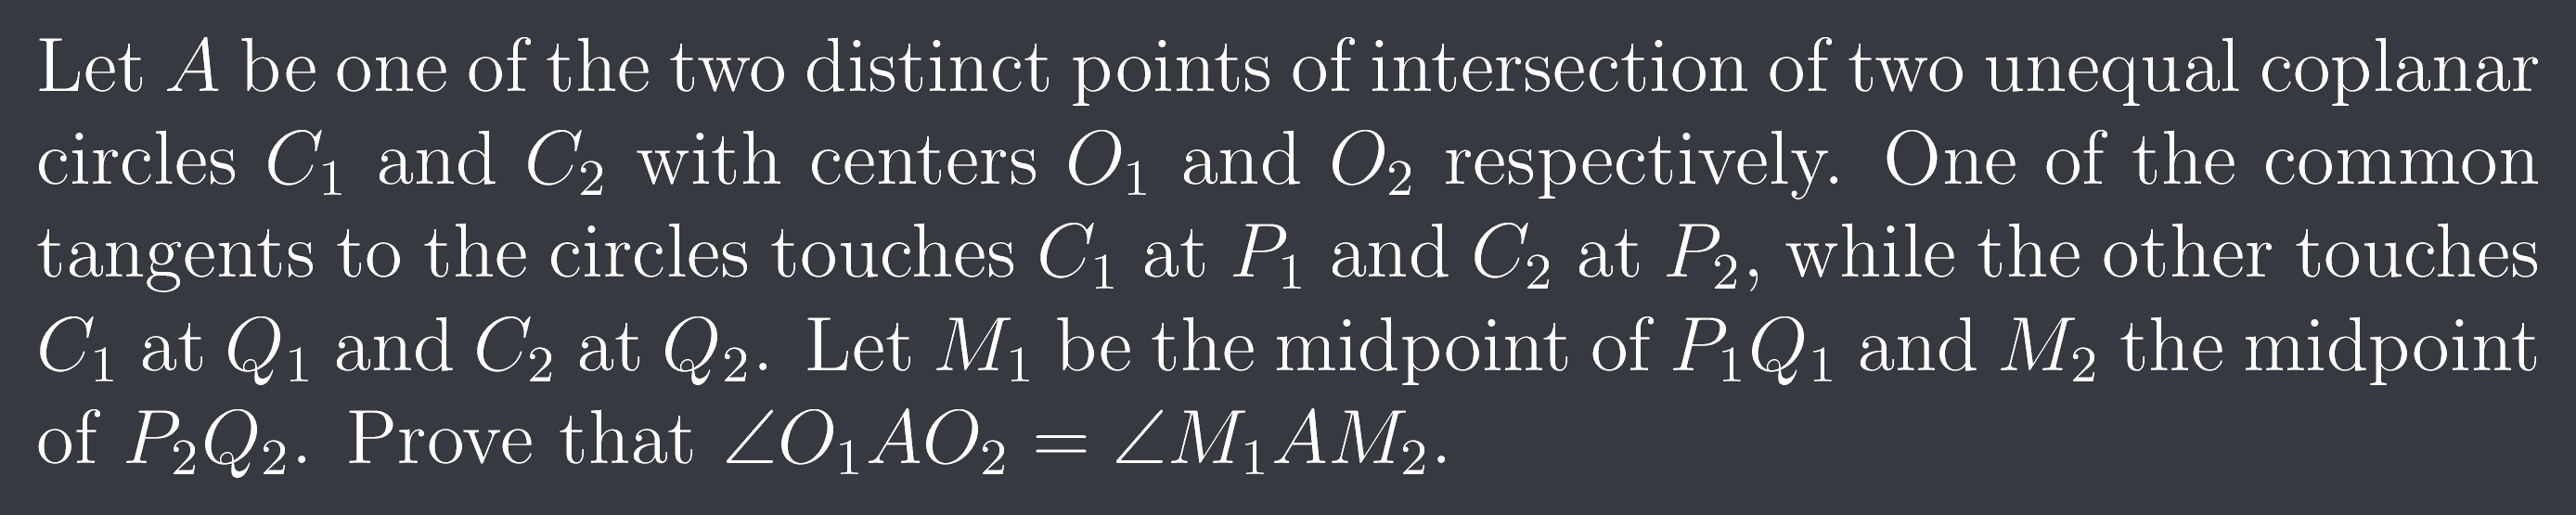 Let A be one of the two distinct points of intersection of two unequal coplanar
circles C₁ and C₂ with centers O₁ and O₂ respectively. One of the common
tangents to the circles touches C₁ at P₁ and C₂ at P₂, while the other touches
C₁ at Q₁ and C₂ at Q₂. Let M₁ be the midpoint of P₁Q₁ and M₂ the midpoint
of P₂Q₂. Prove that ∠O₁AO₂ = ∠M₁AM₂.